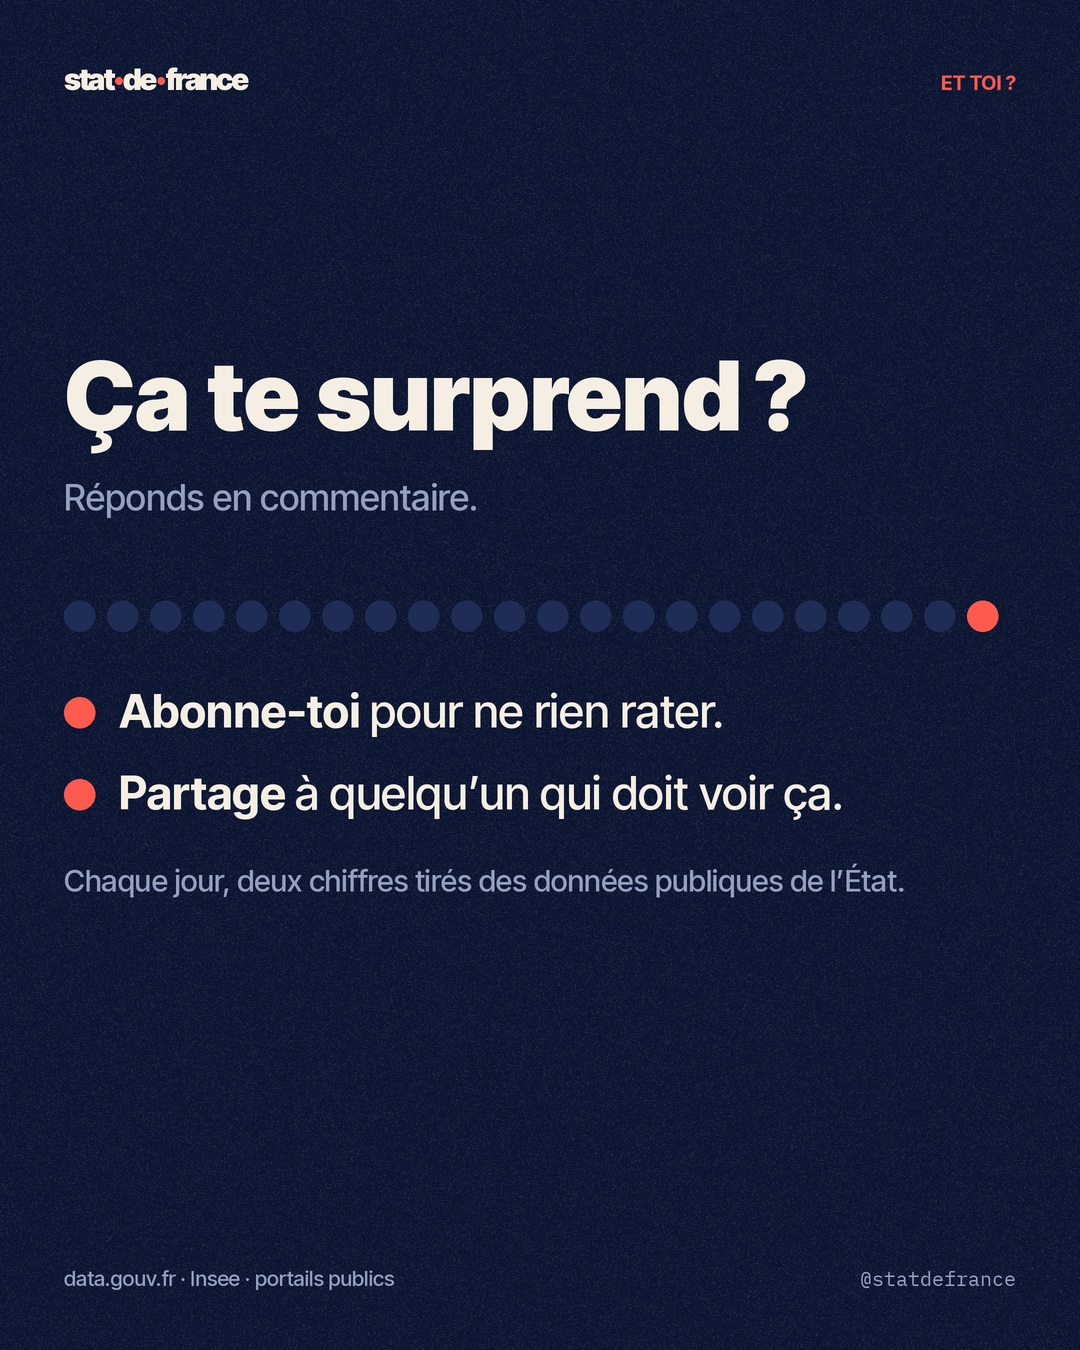 stat·de·france
ET TOI ?
Ça te surprend ?
Réponds en commentaire.
Abonne-toi pour ne rien rater.
Partage à quelqu’un qui doit voir ça.
Chaque jour, deux chiffres tirés des données publiques de l’État.
data.gouv.fr · Insee · portails publics
@statdefrance